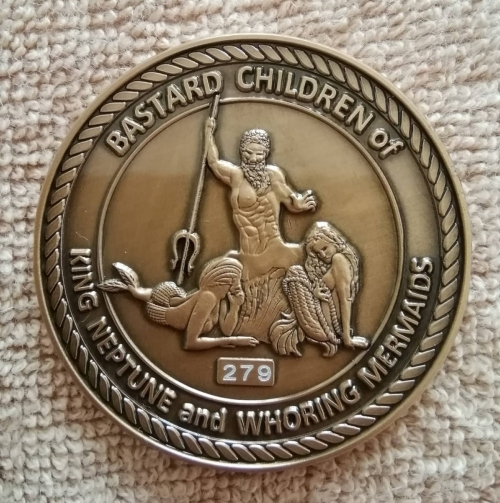 BASTARD CHILDREN of
KING NEPTUNE and WHORING MERMAIDS
279